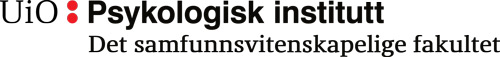 UiO : Psykologisk institutt
Det samfunnsvitenskapelige fakultet